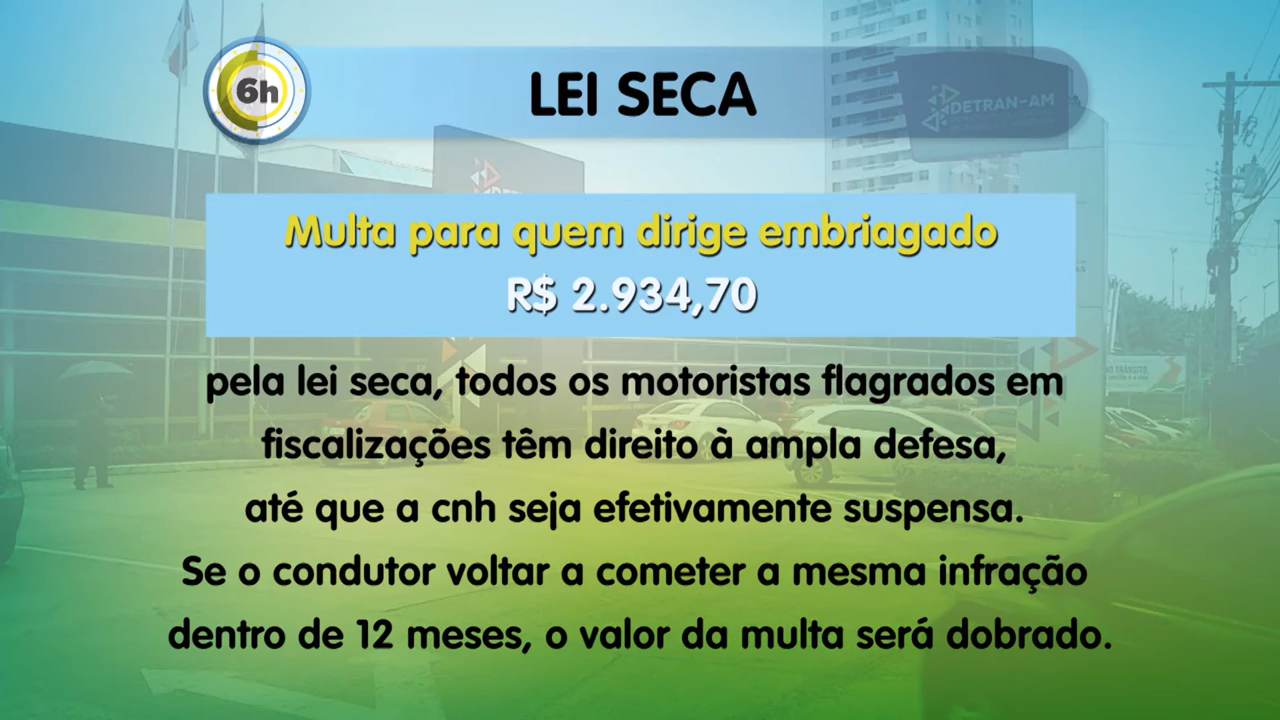 6h
LEI SECA
DETRAN-AM
Multa para quem dirige embriagado
R$ 2.934,70
pela lei seca, todos os motoristas flagrados em
fiscalizações têm direito à ampla defesa,
até que a cnh seja efetivamente suspensa.
Se o condutor voltar a cometer a mesma infração
dentro de 12 meses, o valor da multa será dobrado.